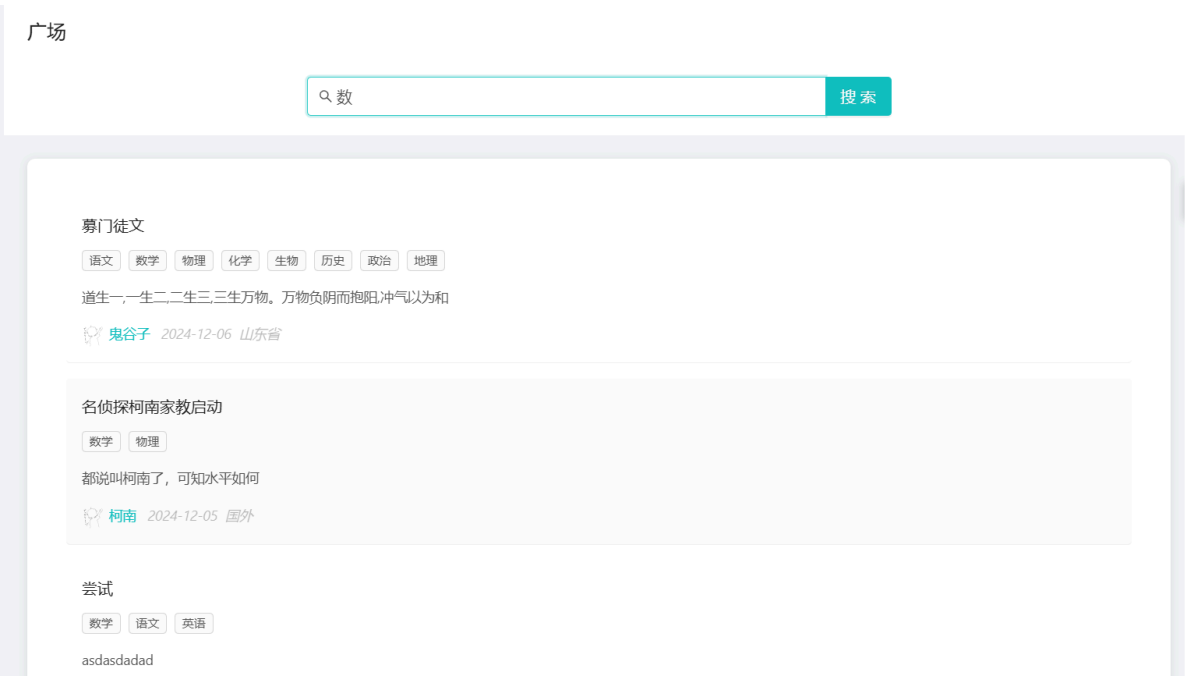 广场
数 搜 索
募门徒文
语文 数学 物理 化学 生物 历史 政治 地理
道生一,一生二,二生三,三生万物。万物负阴而抱阳,冲气以为和
鬼谷子 2024-12-06 山东省
名侦探柯南家教启动
数学 物理
都说叫柯南了，可知水平如何
柯南 2024-12-05 国外
尝试
数学 语文 英语
asdasdadad